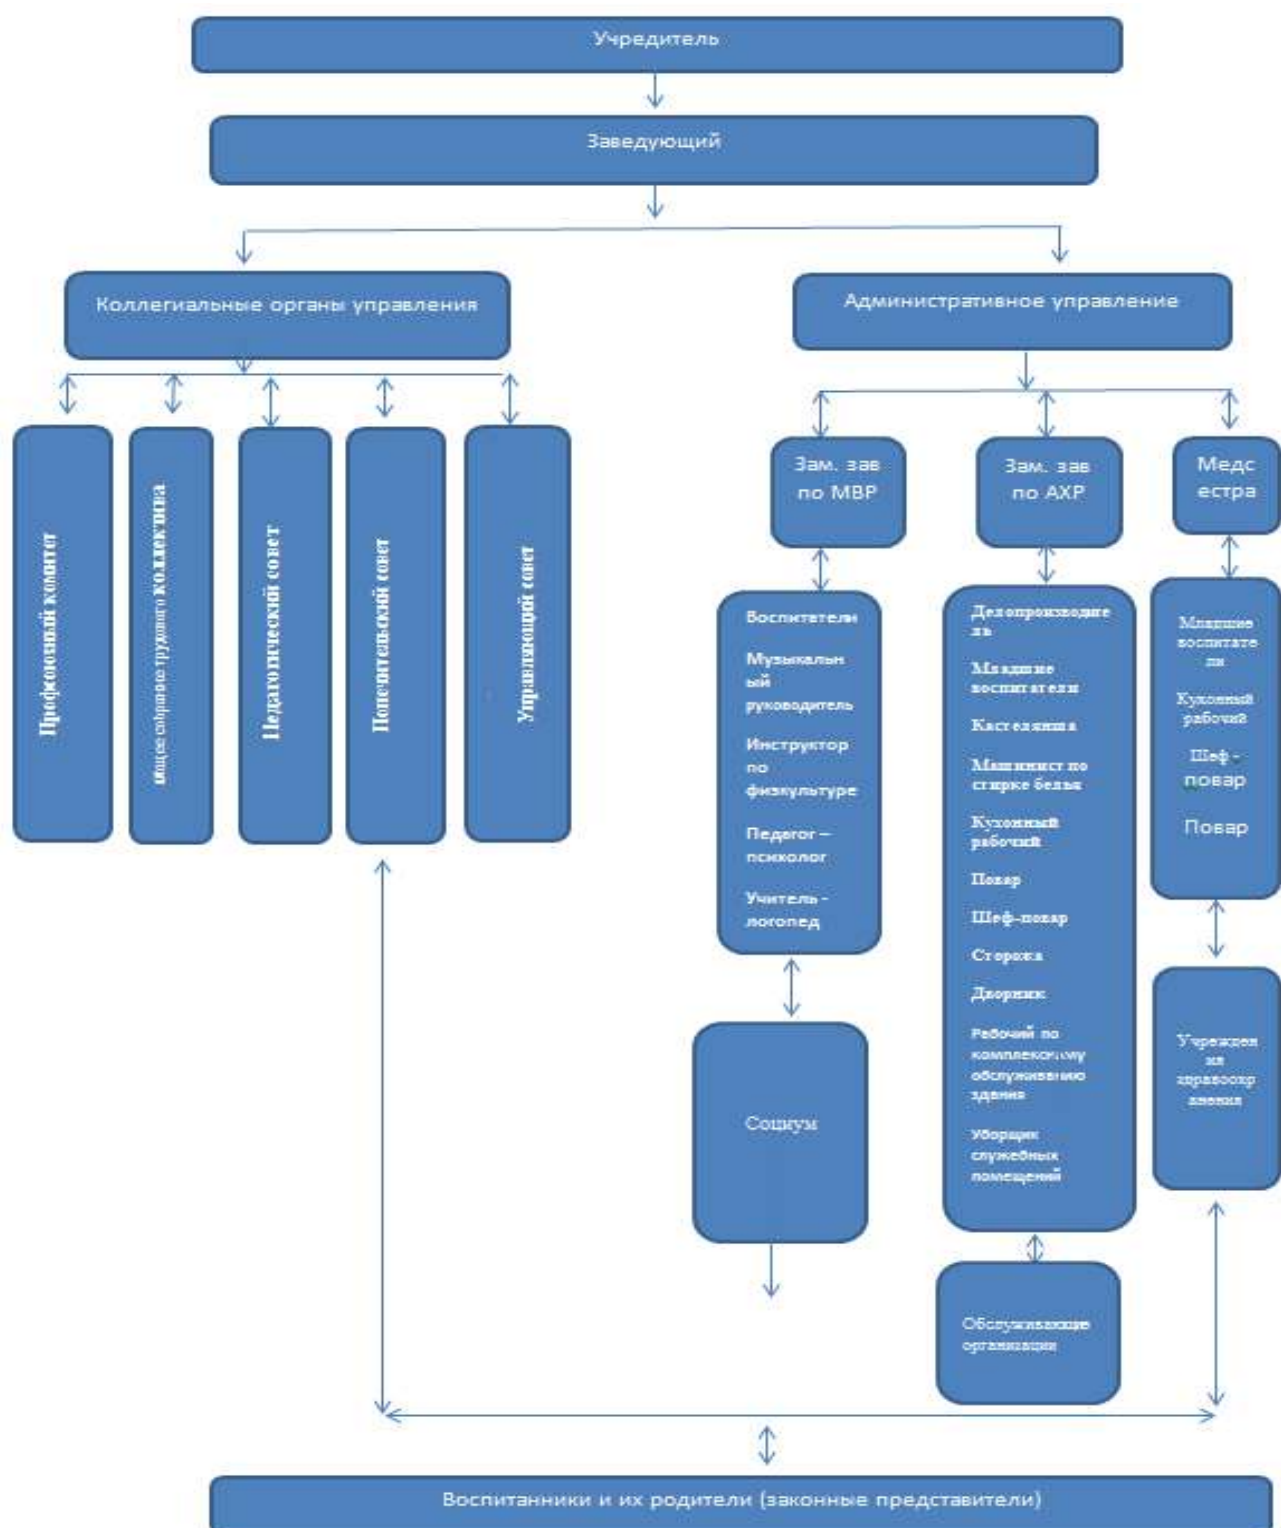 Учредитель
Заведующий
Коллегиальные органы управления
Административное управление
Профсоюзный комитет
общее собрание трудового коллектива
Педагогический совет
Попечительский совет
Управляющий совет
Зам. зав
по МВР
Зам. зав
по АХР
Медс
естра
Воспитатели
Музыкальн
ый
руководитель
Инструктор
по
физкультуре
Педагог –
психолог
Учитель -
логопед
Делопроизводите
ль
Младшие
воспитатели
Кастелянша
Машинист по
стирке белья
Кухонный
рабочий
Повар
Шеф-повар
Сторожа
Дворник
Рабочий по
комплексному
обслуживанию
здания
Уборщик
служебных
помещений
Младшие
воспитате
ли
Кухонный
рабочий
Шеф -
повар
Повар
Социум
Учрежден
ия
здравоохр
анения
Обслуживающие
организации
Воспитанники и их родители (законные представители)